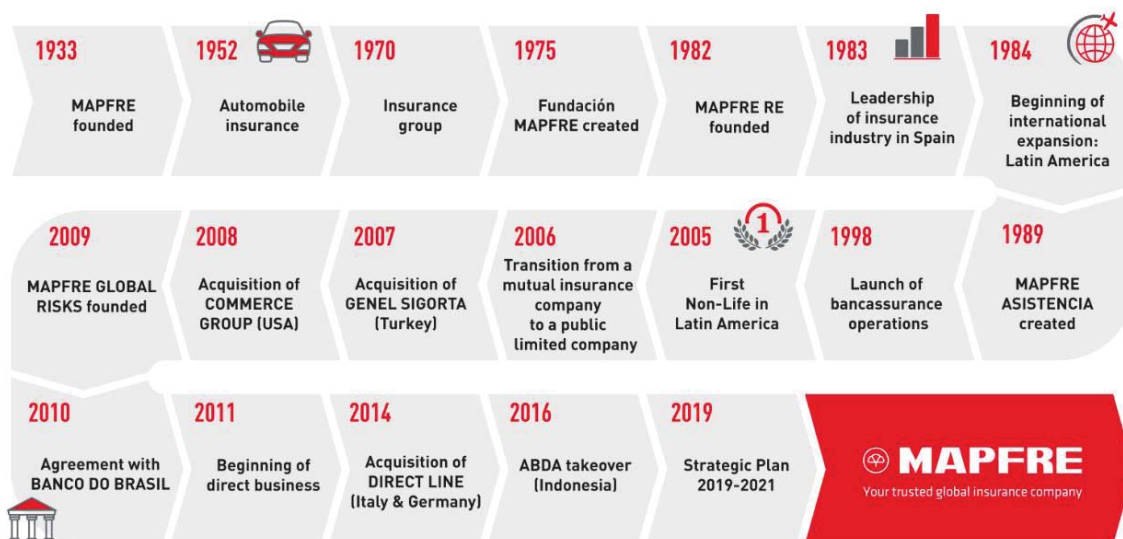 1933
MAPFRE
founded
1952
Automobile
insurance
1970
Insurance
group
1975
Fundación
MAPFRE created
1982
MAPFRE RE
founded
1983
Leadership
of insurance
industry in Spain
1984
Beginning of
international
expansion:
Latin America
1989
MAPFRE
ASISTENCIA
created
1998
Launch of
bancassurance
operations
2005
1
First
Non-Life in
Latin America
2006
Transition from a
mutual insurance
company
to a public
limited company
2007
Acquisition of
GENEL SIGORTA
(Turkey)
2008
Acquisition of
COMMERCE
GROUP (USA)
2009
MAPFRE GLOBAL
RISKS founded
2010
Agreement with
BANCO DO BRASIL
2011
Beginning of
direct business
2014
Acquisition of
DIRECT LINE
(Italy & Germany)
2016
ABDA takeover
(Indonesia)
2019
Strategic Plan
2019-2021
MAPFRE
Your trusted global insurance company